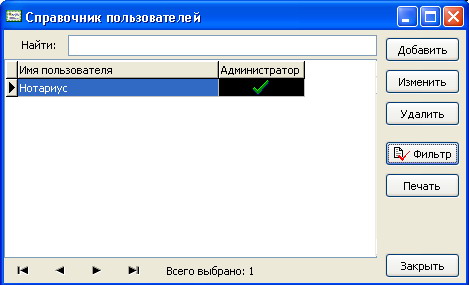 Справочник пользователей
Найти:
Добавить
Имя пользователя Администратор
Изменить
Нотариус
Удалить
Фильтр
Печать
Закрыть
Всего выбрано: 1